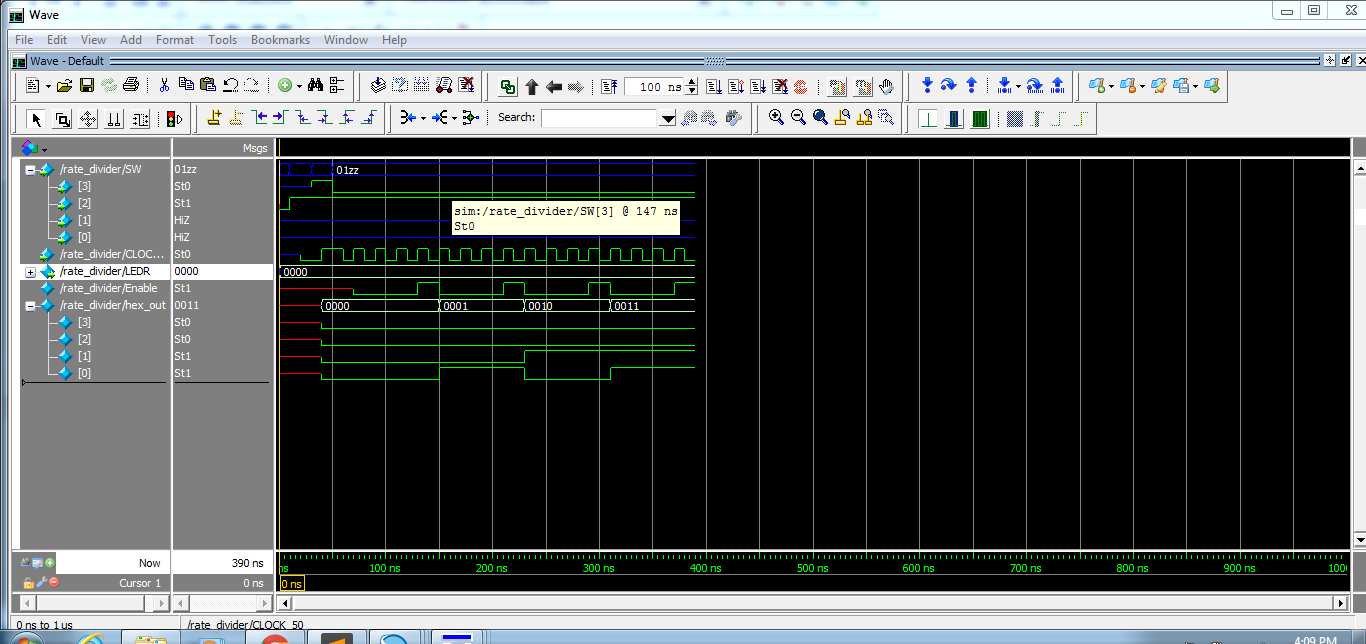 Wave
File Edit View Add Format Tools Bookmarks Window Help
Wave - Default
100 ns
Search:
Msgs
/rate_divider/SW 01zz 01zz
[3] St0
[2] St1
[1] HiZ
[0] HiZ
sim:/rate_divider/SW[3] @ 147 ns
St0
/rate_divider/CLOC... St0
/rate_divider/LEDR 0000 0000
/rate_divider/Enable St1
/rate_divider/hex_out 0011 0000 0001 0010 0011
[3] St0
[2] St0
[1] St1
[0] St1
Now 390 ns ns 100 ns 200 ns 300 ns 400 ns 500 ns 600 ns 700 ns 800 ns 900 ns 100
Cursor 1 0 ns 0 ns
0 ns to 1 us /rate_divider/CLOCK_50
4:09 PM